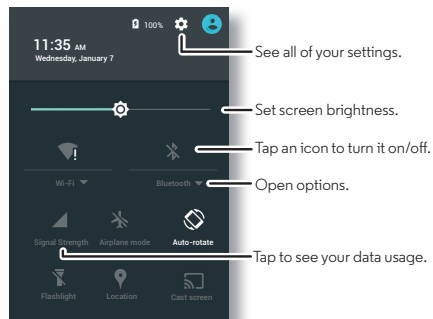 100%
11:35 AM
Wednesday, January 7
See all of your settings.
Set screen brightness.
Tap an icon to turn it on/off.
Wi-Fi Bluetooth
Open options.
Signal Strength Airplane mode Auto-rotate
Tap to see your data usage.
Flashlight Location Cast screen